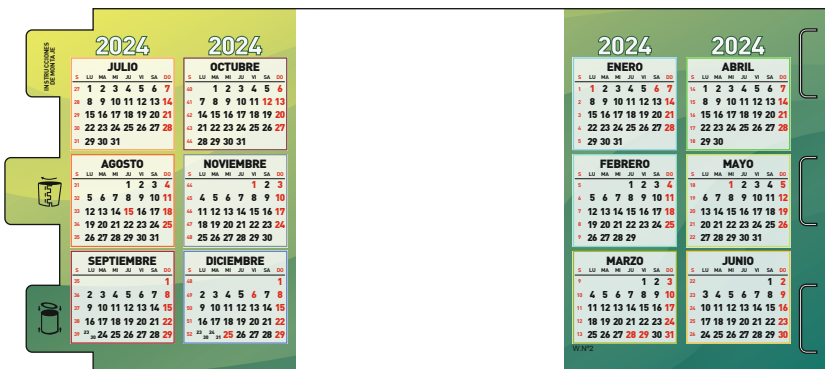 INSTRUCCIONES
DE MONTAJE
2024 2024
JULIO
S LU MA MI JU VI SA DO
27 1 2 3 4 5 6 7
28 8 9 10 11 12 13 14
29 15 16 17 18 19 20 21
30 22 23 24 25 26 27 28
31 29 30 31
OCTUBRE
S LU MA MI JU VI SA DO
40 1 2 3 4 5 6
41 7 8 9 10 11 12 13
42 14 15 16 17 18 19 20
43 21 22 23 24 25 26 27
44 28 29 30 31
AGOSTO
S LU MA MI JU VI SA DO
31 1 2 3 4
32 5 6 7 8 9 10 11
33 12 13 14 15 16 17 18
34 19 20 21 22 23 24 25
35 26 27 28 29 30 31
NOVIEMBRE
S LU MA MI JU VI SA DO
44 1 2 3
45 4 5 6 7 8 9 10
46 11 12 13 14 15 16 17
47 18 19 20 21 22 23 24
48 25 26 27 28 29 30
SEPTIEMBRE
S LU MA MI JU VI SA DO
35 1
36 2 3 4 5 6 7 8
37 9 10 11 12 13 14 15
38 16 17 18 19 20 21 22
39 23 30 24 25 26 27 28 29
DICIEMBRE
S LU MA MI JU VI SA DO
48 1
49 2 3 4 5 6 7 8
50 9 10 11 12 13 14 15
51 16 17 18 19 20 21 22
52 23 30 24 31 25 26 27 28 29
2024 2024
ENERO
S LU MA MI JU VI SA DO
1 1 2 3 4 5 6 7
2 8 9 10 11 12 13 14
3 15 16 17 18 19 20 21
4 22 23 24 25 26 27 28
5 29 30 31
ABRIL
S LU MA MI JU VI SA DO
14 1 2 3 4 5 6 7
15 8 9 10 11 12 13 14
16 15 16 17 18 19 20 21
17 22 23 24 25 26 27 28
18 29 30
FEBRERO
S LU MA MI JU VI SA DO
5 1 2 3 4
6 5 6 7 8 9 10 11
7 12 13 14 15 16 17 18
8 19 20 21 22 23 24 25
9 26 27 28 29
MAYO
S LU MA MI JU VI SA DO
18 1 2 3 4 5
19 6 7 8 9 10 11 12
20 13 14 15 16 17 18 19
21 20 21 22 23 24 25 26
22 27 28 29 30 31
MARZO
S LU MA MI JU VI SA DO
9 1 2 3
10 4 5 6 7 8 9 10
11 11 12 13 14 15 16 17
12 18 19 20 21 22 23 24
13 25 26 27 28 29 30 31
JUNIO
S LU MA MI JU VI SA DO
22 1 2
23 3 4 5 6 7 8 9
24 10 11 12 13 14 15 16
25 17 18 19 20 21 22 23
26 24 25 26 27 28 29 30
W.Nº2